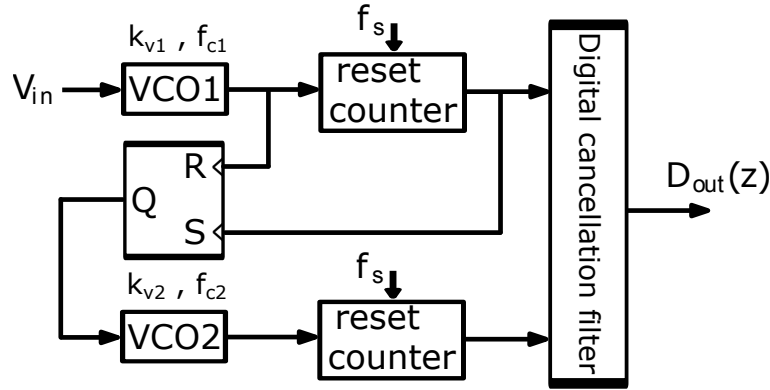 k_v1 , f_c1
f_s
V_in
VCO1
reset
counter
Digital cancellation
filter
R
Q
S
D_out(z)
k_v2 , f_c2
f_s
VCO2
reset
counter